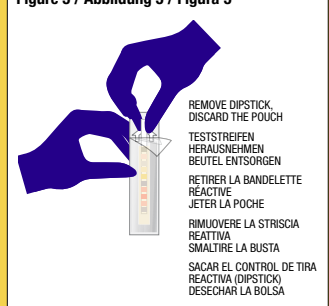 Figure 3 / Abbildung 3 / Figura 3
REMOVE DIPSTICK,
DISCARD THE POUCH
TESTSTREIFEN
HERAUSNEHMEN
BEUTEL ENTSORGEN
RETIRER LA BANDELETTE
RÉACTIVE
JETER LA POCHE
RIMUOVERE LA STRISCIA
REATTIVA
SMALTIRE LA BUSTA
SACAR EL CONTROL DE TIRA
REACTIVA (DIPSTICK)
DESECHAR LA BOLSA